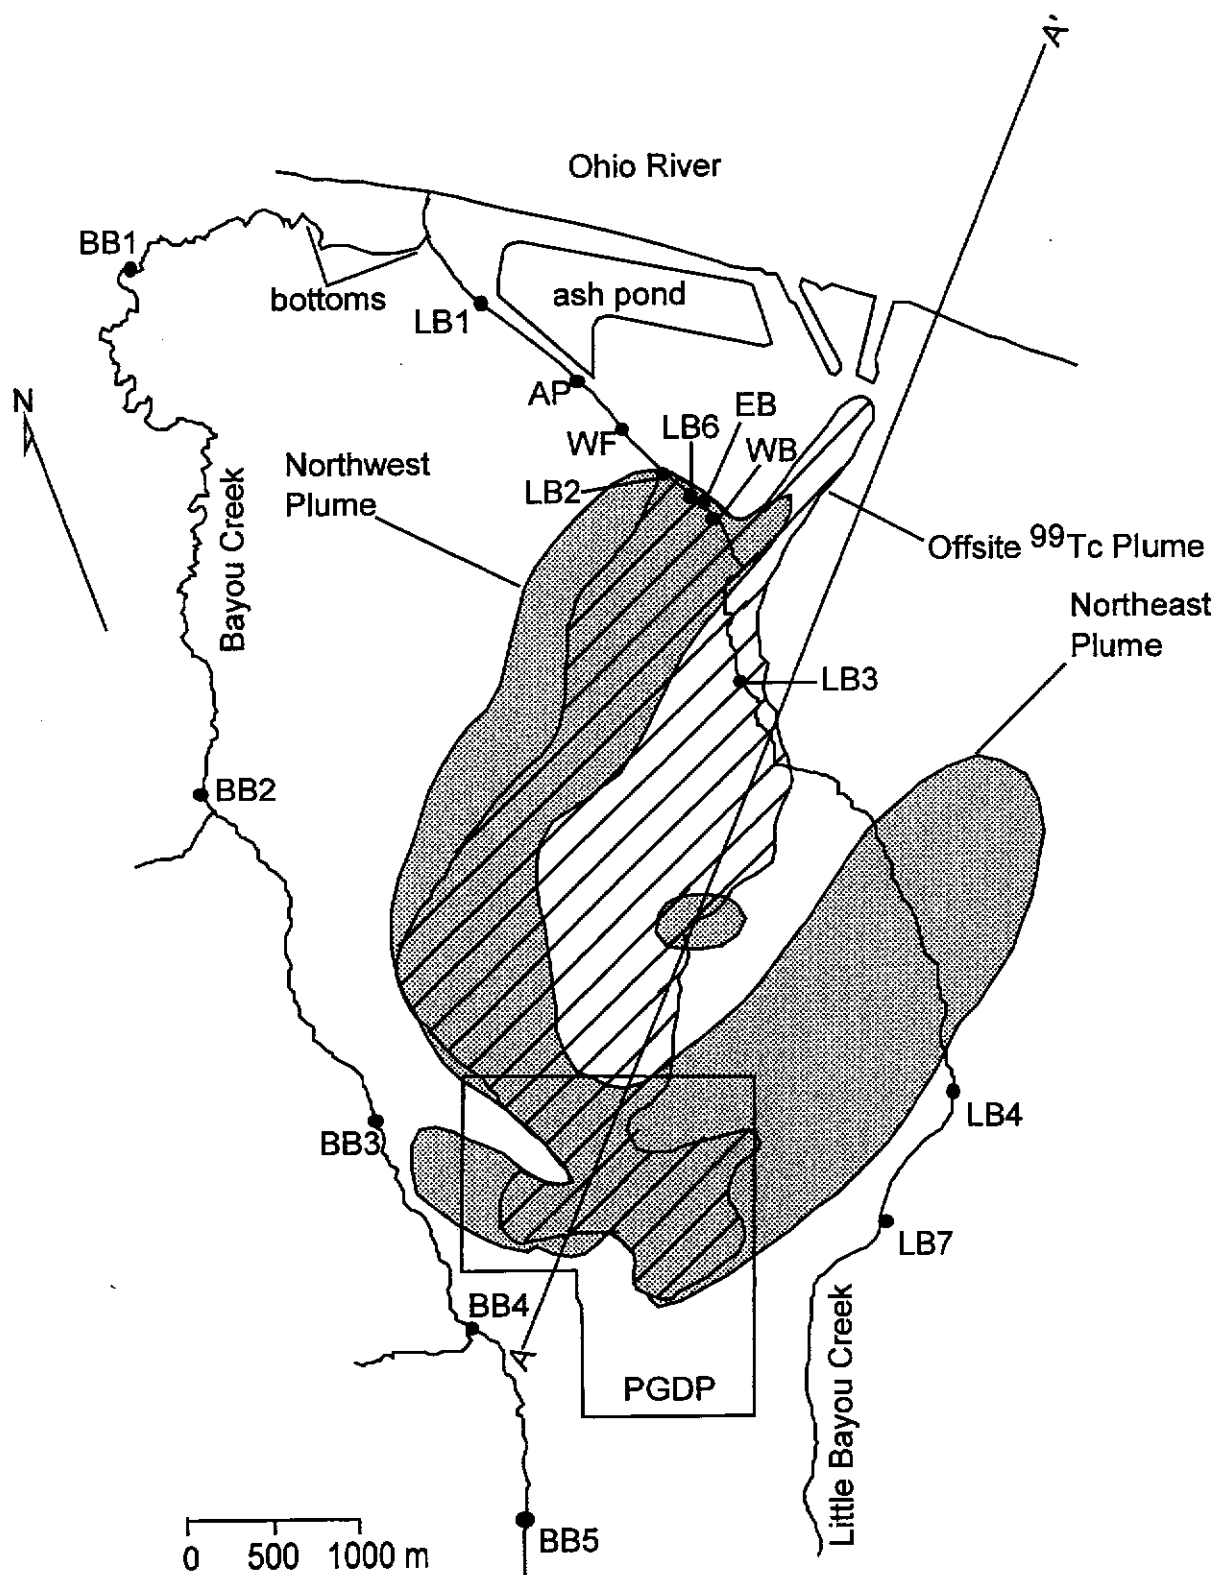 A'
Ohio River
BB1
bottoms
ash pond
LB1
N
AP
EB
LB6
WF
WB
Northwest
Plume
LB2
Offsite ⁹⁹Tc Plume
Bayou Creek
Northeast
Plume
LB3
BB2
LB4
BB3
LB7
BB4
A
PGDP
Little Bayou Creek
BB5
0 500 1000 m